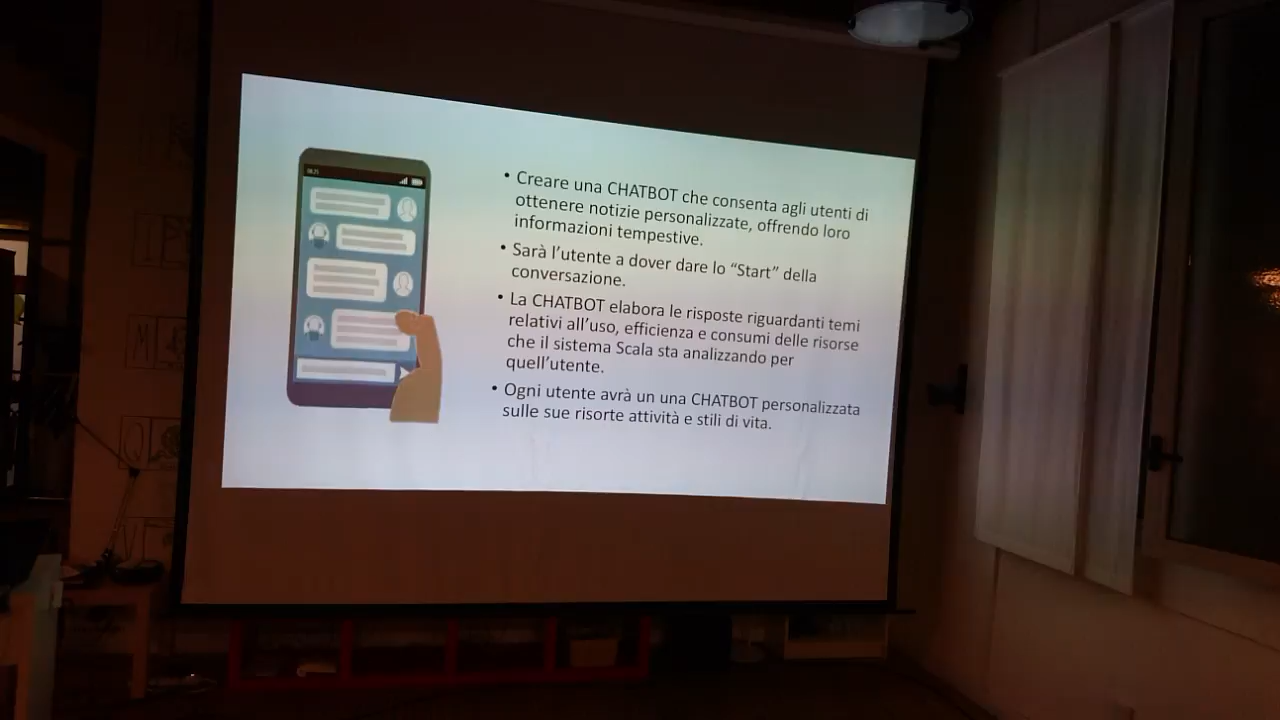 • Creare una CHATBOT che consenta agli utenti di
ottenere notizie personalizzate, offrendo loro
informazioni tempestive.
• Sarà l'utente a dover dare lo “Start” della
conversazione.
• La CHATBOT elabora le risposte riguardanti temi
relativi all'uso, efficienza e consumi delle risorse
che il sistema Scala sta analizzando per
quell'utente.
• Ogni utente avrà un una CHATBOT personalizzata
sulle sue risorte attività e stili di vita.